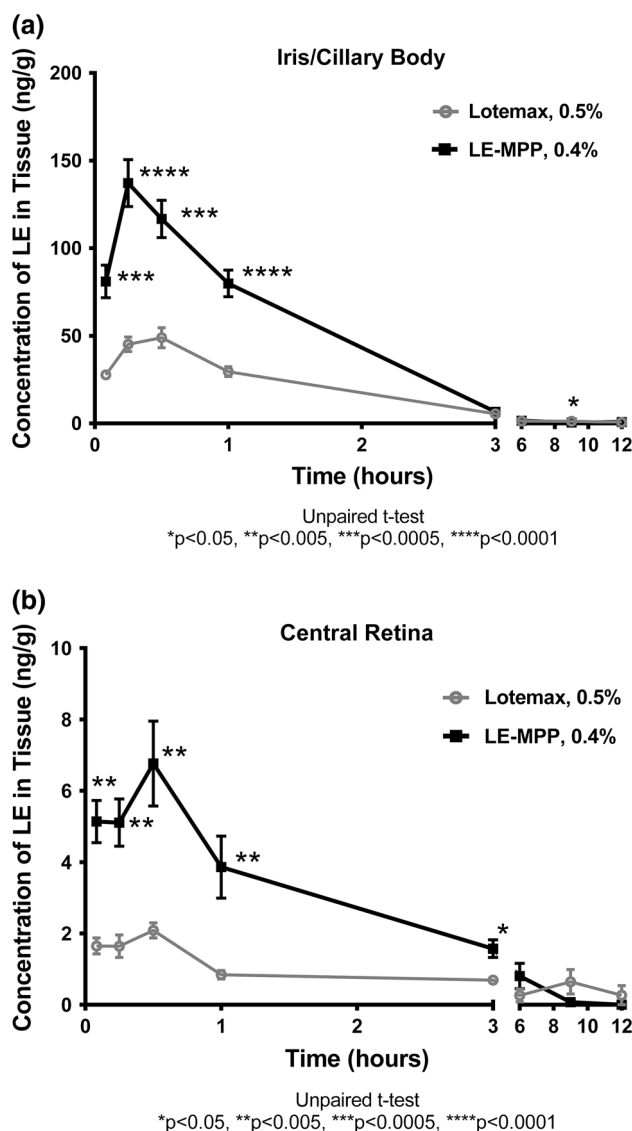 (a)
Iris/Cillary Body
Concentration of LE in Tissue (ng/g)
200
150
100
50
0
Lotemax, 0.5%
LE-MPP, 0.4%
****
***
***
****
*
0 1 2 3 6 8 10 12
Time (hours)
Unpaired t-test
*p<0.05, **p<0.005, ***p<0.0005, ****p<0.0001
(b)
Central Retina
Concentration of LE in Tissue (ng/g)
10
8
6
4
2
0
Lotemax, 0.5%
LE-MPP, 0.4%
**
**
**
**
*
0 1 2 3 6 8 10 12
Time (hours)
Unpaired t-test
*p<0.05, **p<0.005, ***p<0.0005, ****p<0.0001